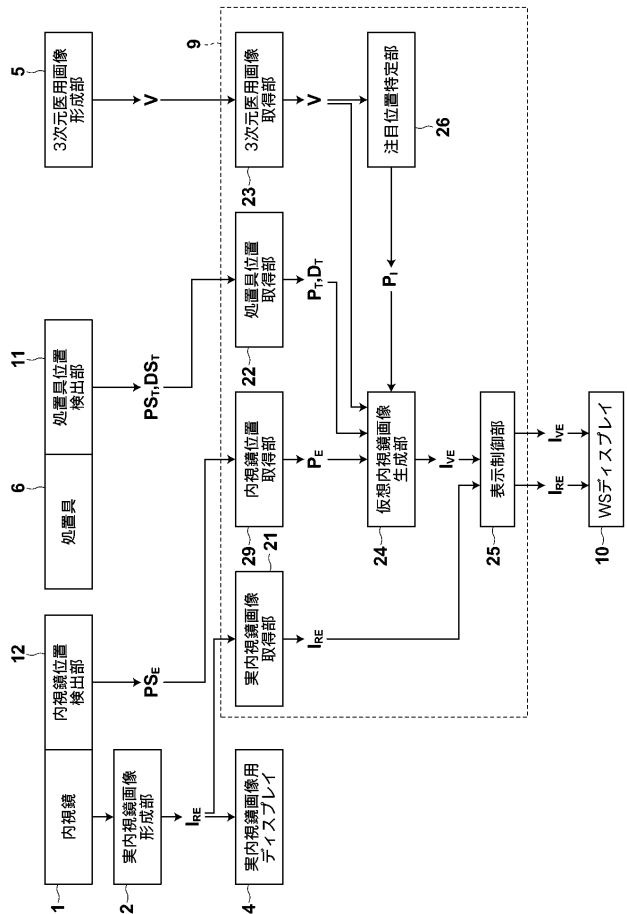 1
内視鏡
12
内視鏡位置
検出部
6
処置具
11
処置具位置
検出部
5
3次元医用画像
形成部
2
実内視鏡画像
形成部
PSE
PST,DST
V
IRE
9
4
実内視鏡画像用
ディスプレイ
21
実内視鏡画像
取得部
29
内視鏡位置
取得部
22
処置具位置
取得部
23
3次元医用画像
取得部
IRE
PE
PT,DT
V
24
仮想内視鏡画像
生成部
PI
26
注目位置特定部
IVE
25
表示制御部
IRE
IVE
10
WSディスプレイ